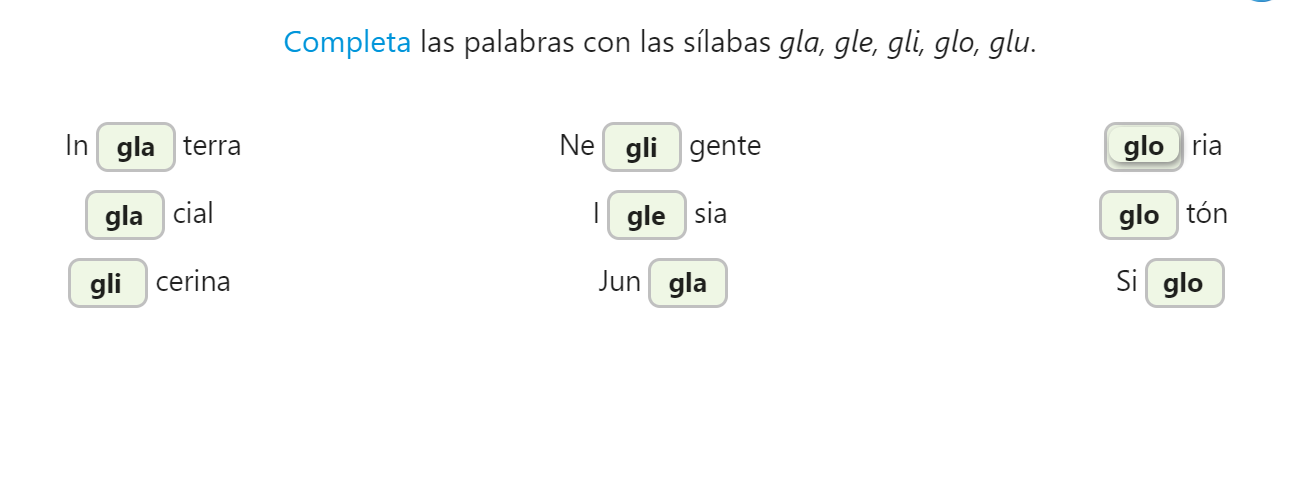 Completa las palabras con las sílabas gla, gle, gli, glo, glu.
In gla terra
Ne gli gente
glo ria
gla cial
I gle sia
glo tón
gli cerina
Jun gla
Si glo